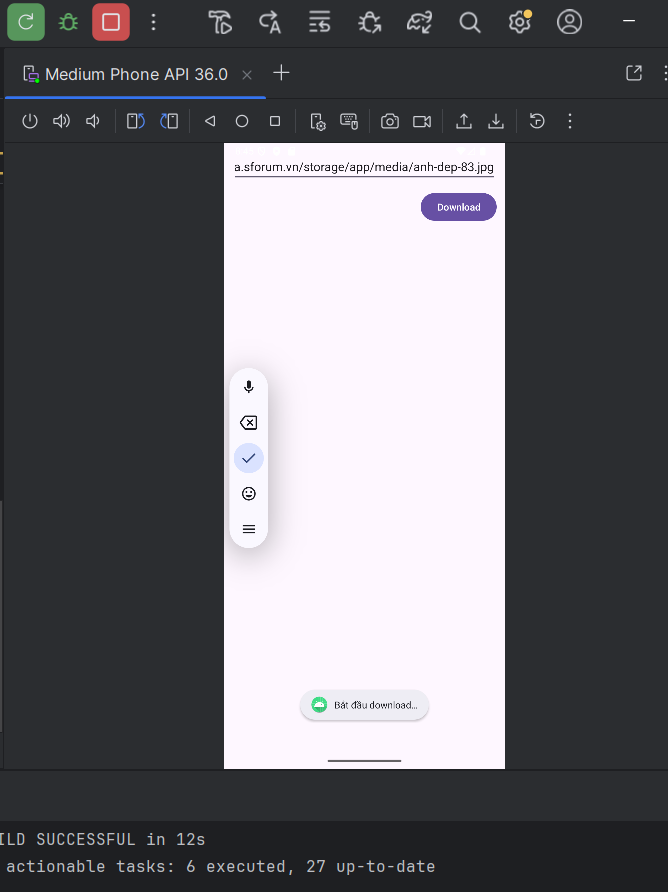 Medium Phone API 36.0
a.sforum.vn/storage/app/media/anh-dep-83.jpg
Download
Bắt đầu download...
ILD SUCCESSFUL in 12s
actionable tasks: 6 executed, 27 up-to-date